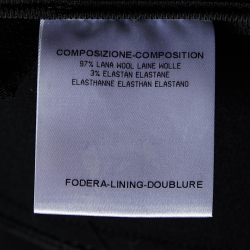 COMPOSIZIONE-COMPOSITION
97% LANA WOOL LAINE WOLLE
3% ELASTAN ELASTANE
ELASTHANNE ELASTHAN ELASTANO
FODERA-LINING-DOUBLURE